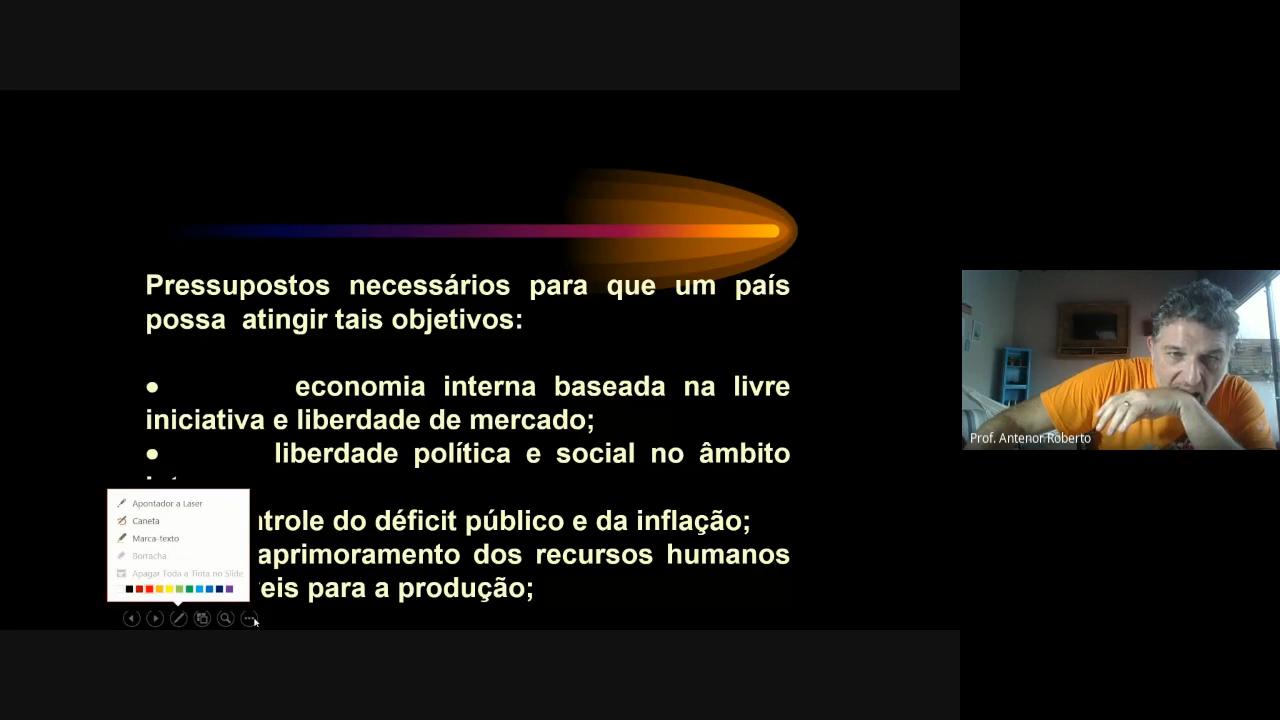 Pressupostos necessários para que um país
possa atingir tais objetivos:
• economia interna baseada na livre
iniciativa e liberdade de mercado;
• liberdade política e social no âmbito
ntrole do déficit público e da inflação;
aprimoramento dos recursos humanos
veis para a produção;
Apontador a Laser
Caneta
Marca-texto
Borracha
Apagar Toda a Tinta no Slide
Prof. Antenor Roberto